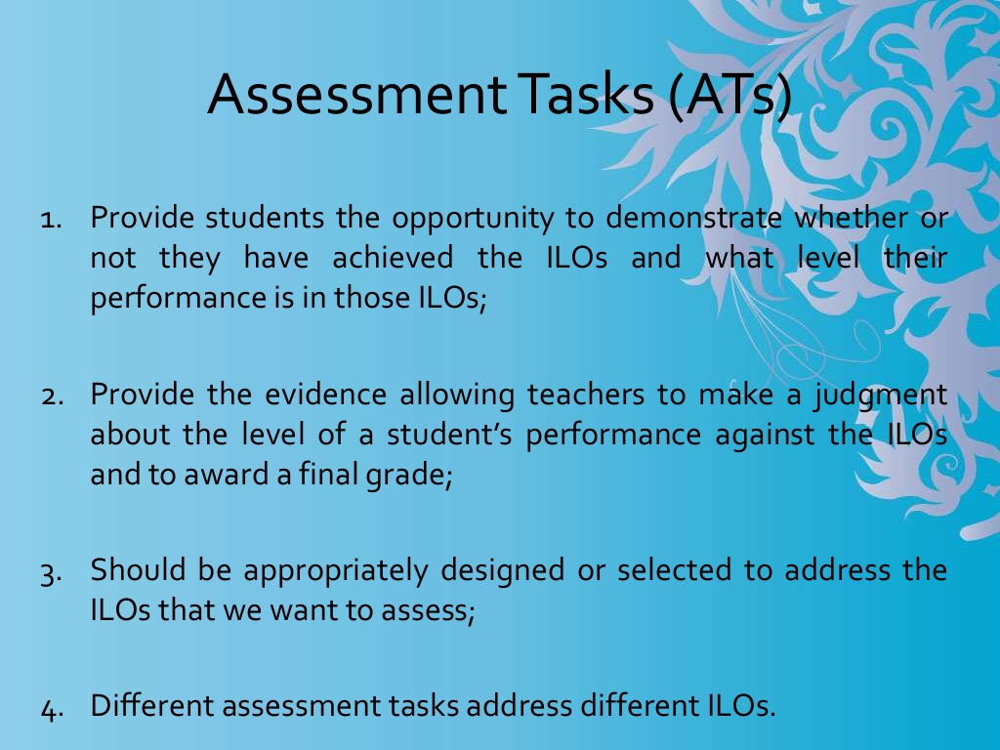 Assessment Tasks (ATs)
1. Provide students the opportunity to demonstrate whether or
not they have achieved the ILOs and what level their
performance is in those ILOs;
2. Provide the evidence allowing teachers to make a judgment
about the level of a student’s performance against the ILOs
and to award a final grade;
3. Should be appropriately designed or selected to address the
ILOs that we want to assess;
4. Different assessment tasks address different ILOs.